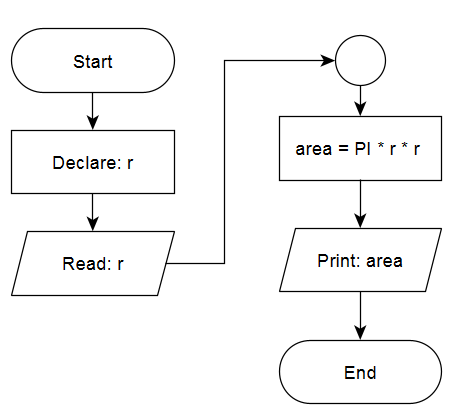 Start
Declare: r
Read: r
area = PI * r * r
Print: area
End